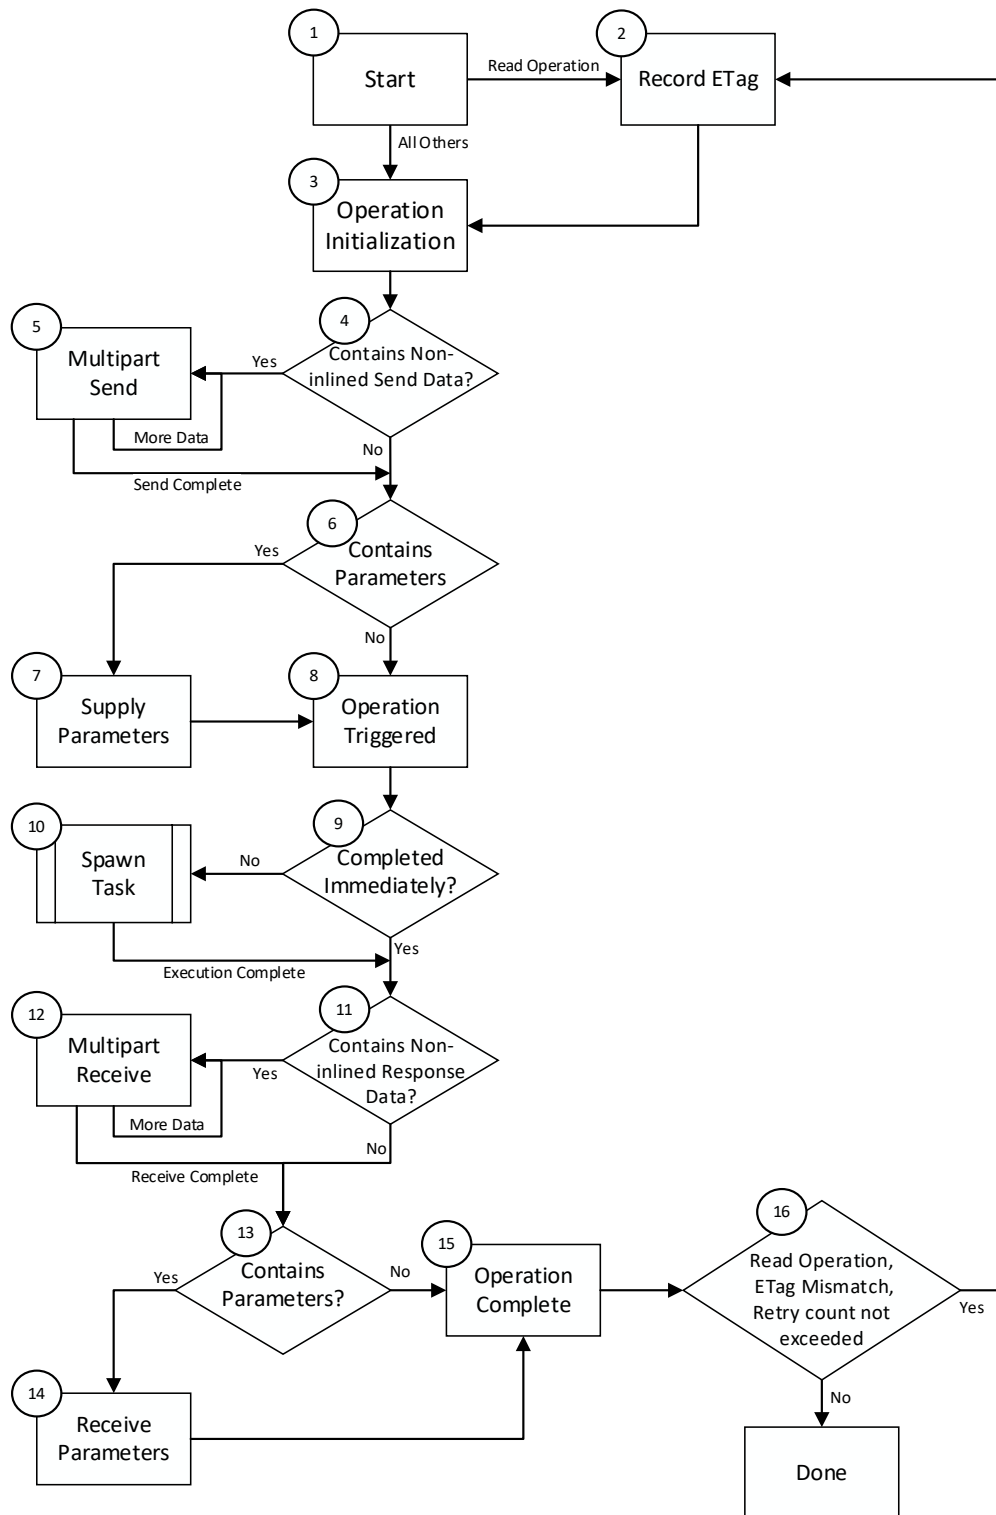 1
2
Start
Read Operation
Record ETag
All Others
3
Operation
Initialization
4
5
Contains Non-
inlined Send Data?
Yes
Multipart
Send
More Data
No
Send Complete
6
Yes
Contains
Parameters
No
7
8
Supply
Parameters
Operation
Triggered
9
10
No
Completed
Immediately?
Spawn
Task
Yes
Execution Complete
11
12
Contains Non-
inlined Response
Data?
Yes
Multipart
Receive
More Data
No
Receive Complete
13
15
16
Yes
Contains
Parameters?
No
Operation
Complete
Read Operation,
ETag Mismatch,
Retry count not
exceeded
Yes
14
No
Receive
Parameters
Done